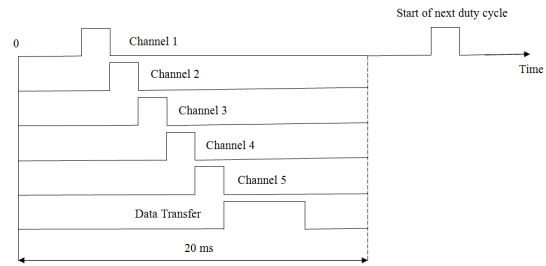 Start of next duty cycle
0
Channel 1
Time
Channel 2
Channel 3
Channel 4
Channel 5
Data Transfer
20 ms